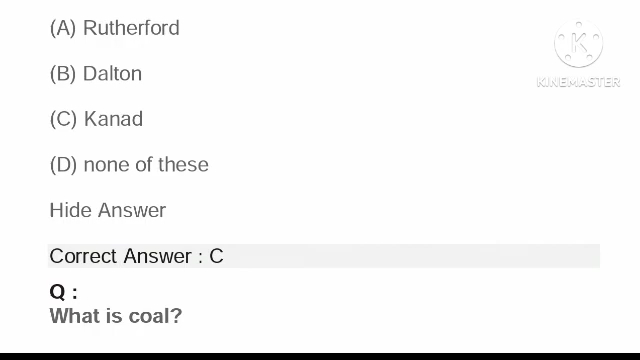 (A) Rutherford
(B) Dalton
(C) Kanad
(D) none of these
Hide Answer
Correct Answer : C
Q :
What is coal?
K
KINEMASTER